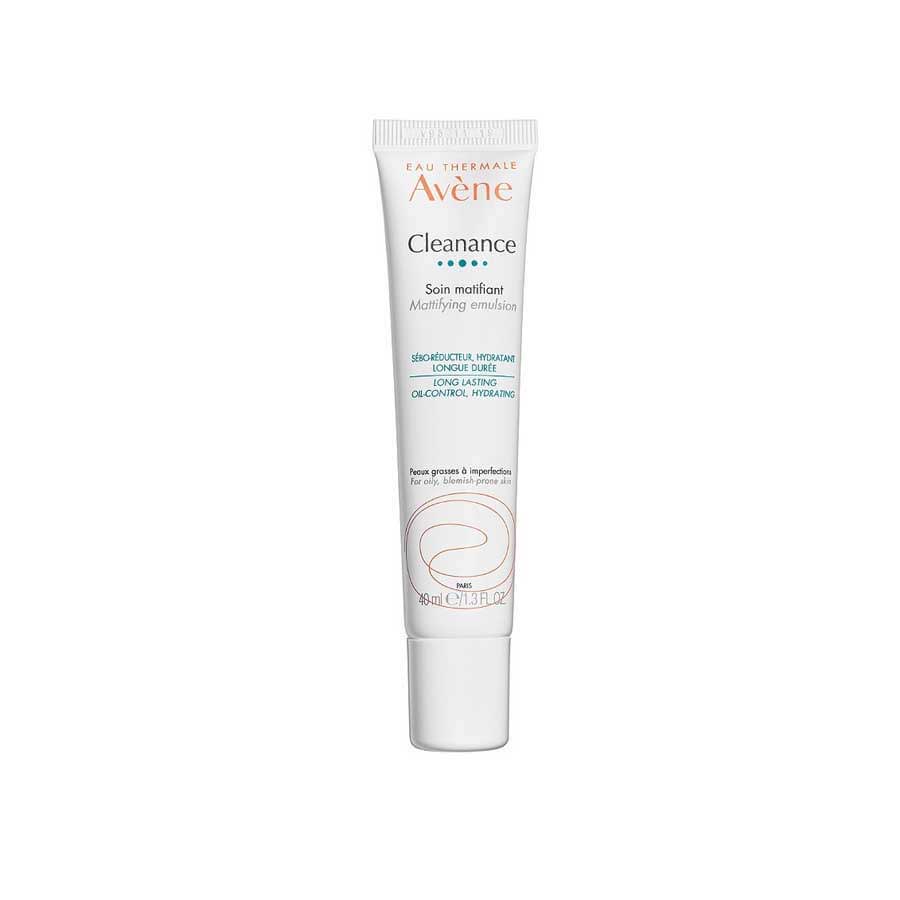 EAU THERMALE
Avène
Cleanance
Soin matifiant
Mattifying emulsion
SÉBO-RÉDUCTEUR, HYDRATANT
LONGUE DURÉE
LONG LASTING
OIL-CONTROL, HYDRATING
Peaux grasses à imperfections
For oily, blemish-prone skin
PARIS
40 ml ℮/1.3 FL.OZ.